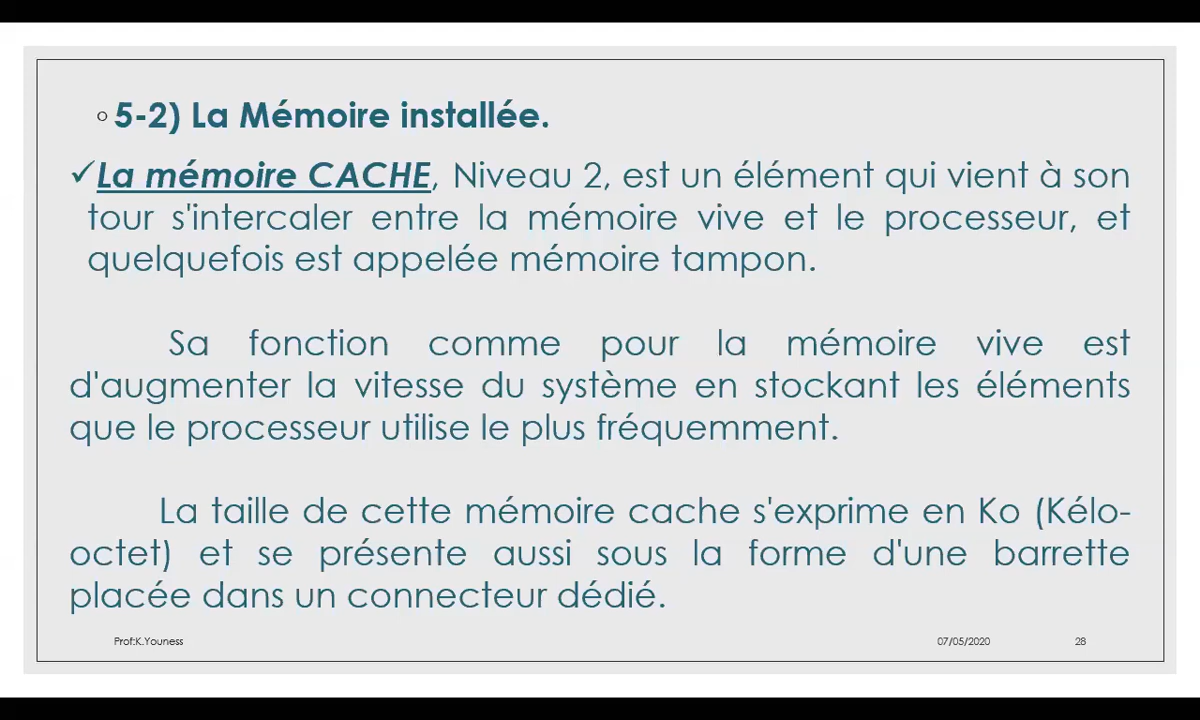 5-2) La Mémoire installée.
La mémoire CACHE, Niveau 2, est un élément qui vient à son
tour s'intercaler entre la mémoire vive et le processeur, et
quelquefois est appelée mémoire tampon.
Sa fonction comme pour la mémoire vive est
d'augmenter la vitesse du système en stockant les éléments
que le processeur utilise le plus fréquemment.
La taille de cette mémoire cache s'exprime en Ko (Kélo-
octet) et se présente aussi sous la forme d'une barrette
placée dans un connecteur dédié.
Prof:K.Youness 07/05/2020 28